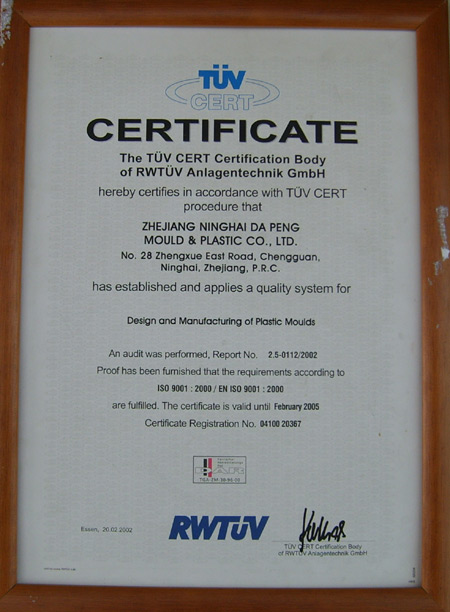 TÜV
CERT
CERTIFICATE
The TÜV CERT Certification Body
of RWTÜV Anlagentechnik GmbH
hereby certifies in accordance with TÜV CERT
procedure that
ZHEJIANG NINGHAI DA PENG
MOULD & PLASTIC CO., LTD.
No. 28 Zhengxue East Road, Chengguan,
Ninghai, Zhejiang, P.R.C.
has established and applies a quality system for
Design and Manufacturing of Plastic Moulds
An audit was performed, Report No. 2.5-0112/2002
Proof has been furnished that the requirements according to
ISO 9001 : 2000 / EN ISO 9001 : 2000
are fulfilled. The certificate is valid until February 2005
Certificate Registration No. 04100 20367
Essen, 26.02.2002
RWTÜV
TÜV CERT Certification Body
of RWTÜV Anlagentechnik GmbH